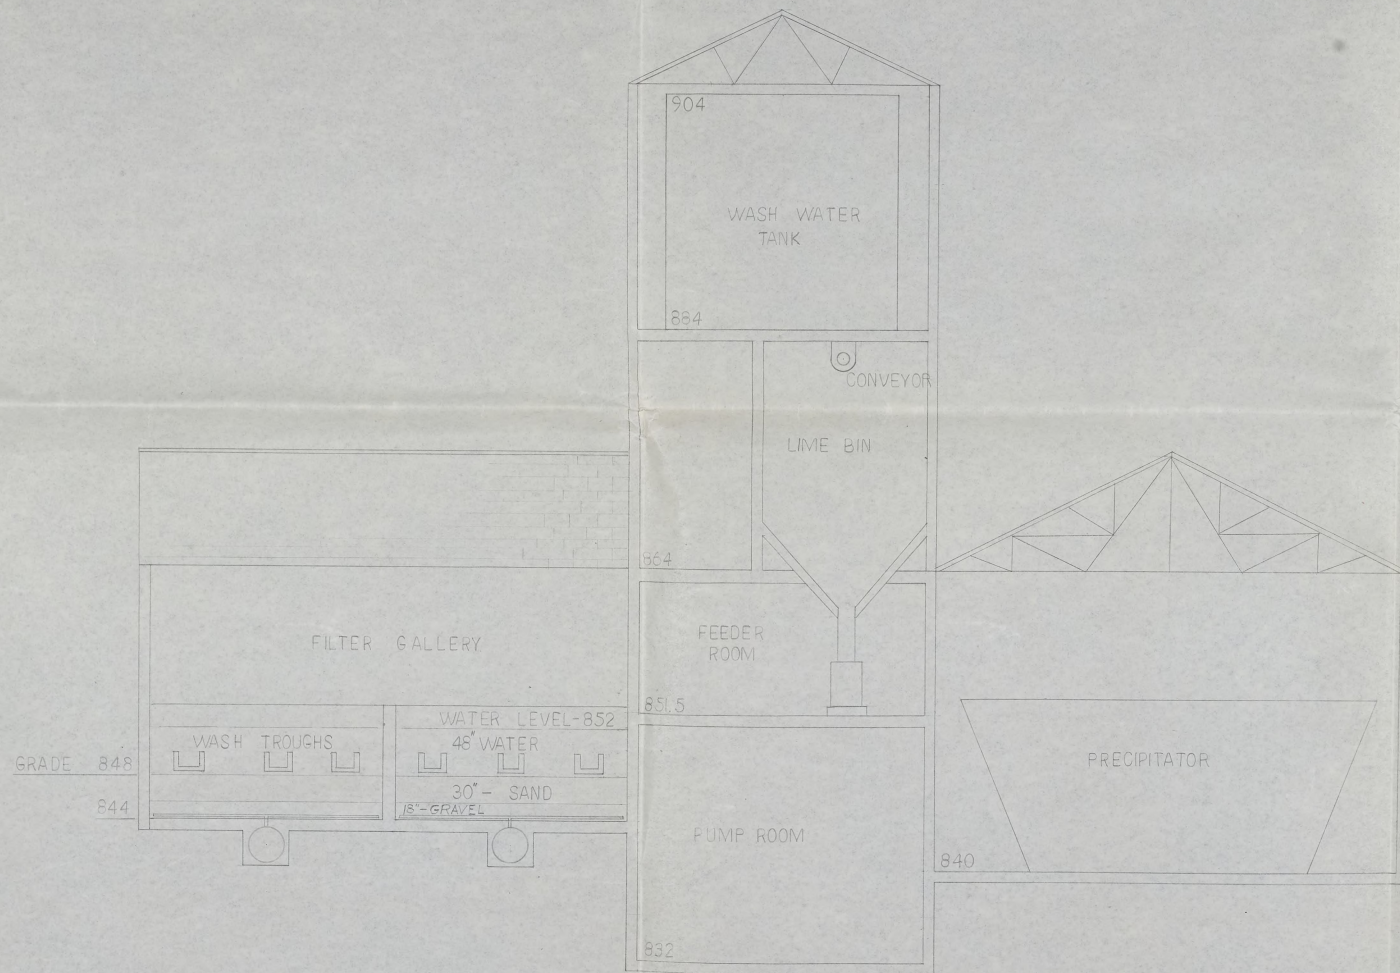 904
WASH WATER
TANK
884
CONVEYOR
LIME BIN
864
FILTER GALLERY
FEEDER
ROOM
851.5
WATER LEVEL-852
WASH TROUGHS
48" WATER
GRADE 848
PRECIPITATOR
30"- SAND
844
18"-GRAVEL
PUMP ROOM
840
832